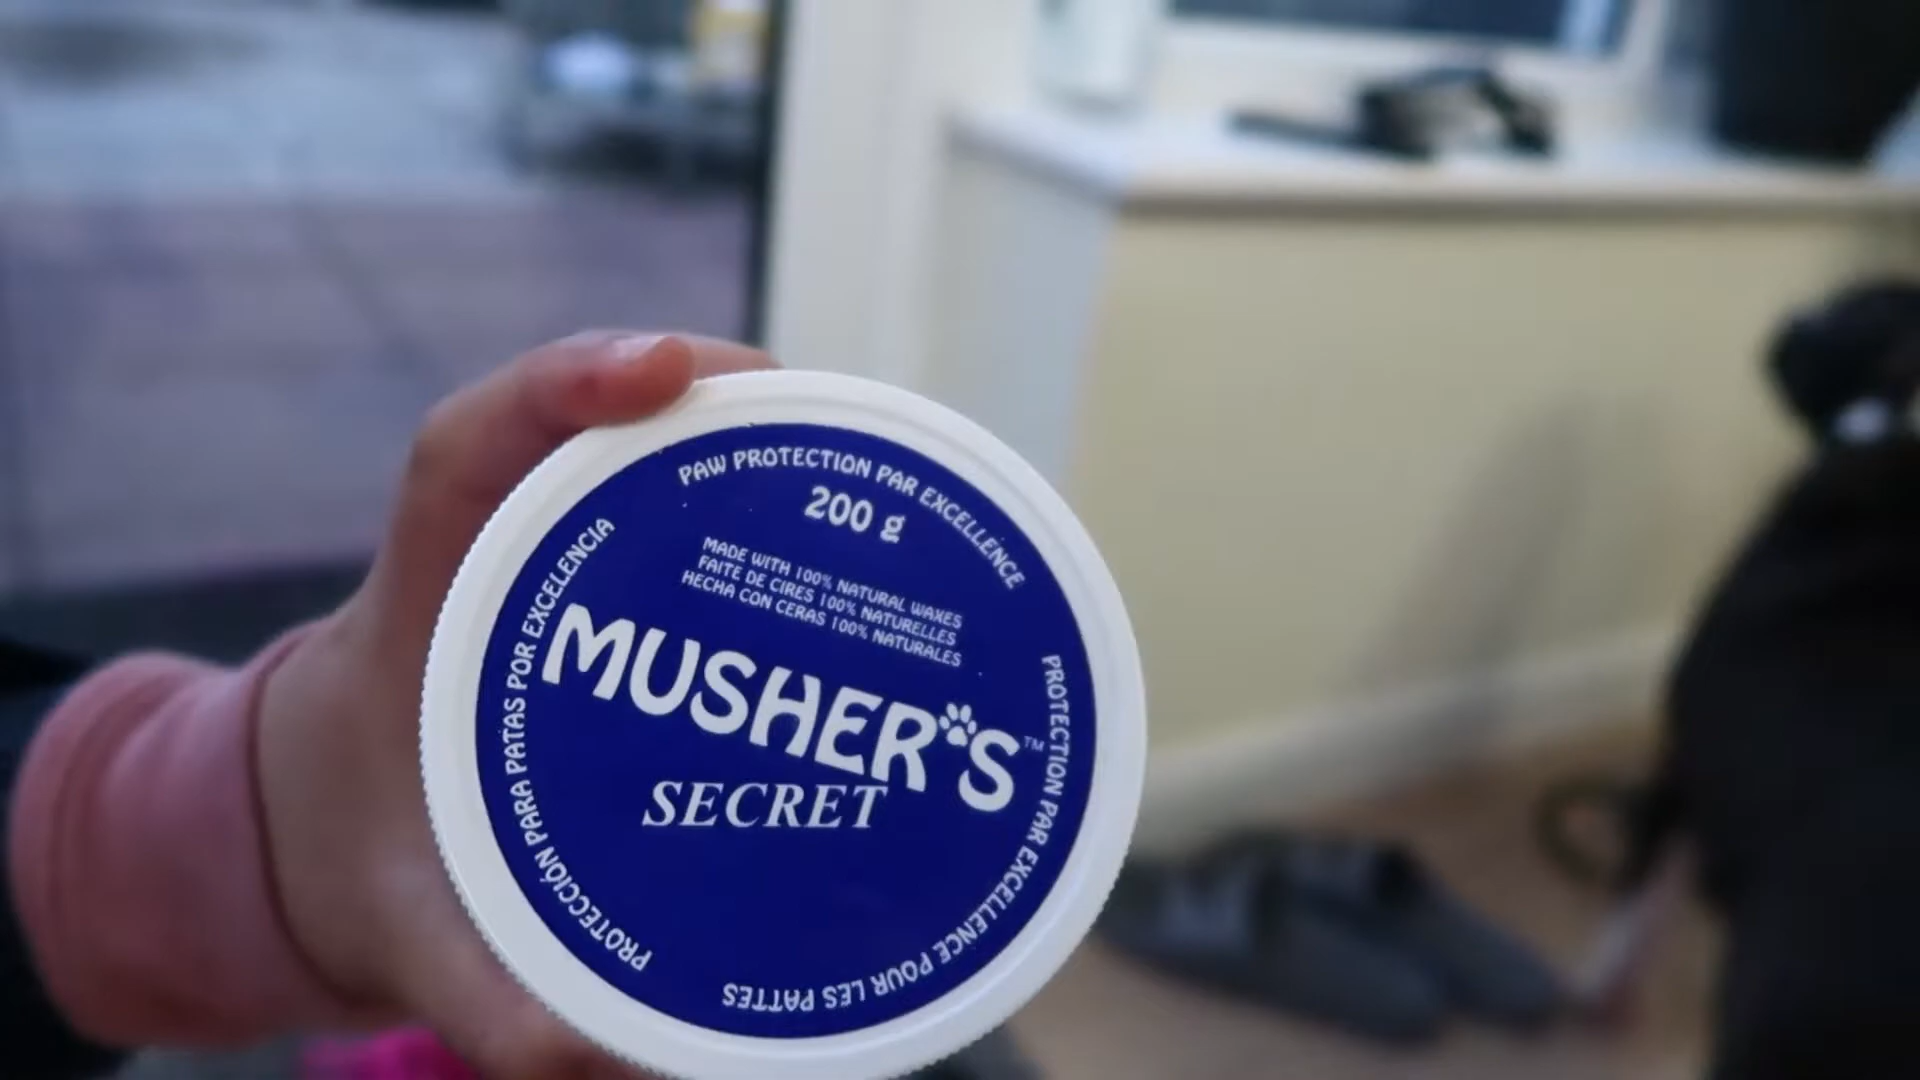 PAW PROTECTION PAR EXCELLENCE
200 g
MADE WITH 100% NATURAL WAXES
FAITE DE CIRES 100% NATURELLES
HECHA CON CERAS 100% NATURALES
MUSHER'S™
SECRET
PROTECTION PAR EXCELLENCE POUR LES PATTES
PROTECCIÓN PARA PATAS POR EXCELENCIA